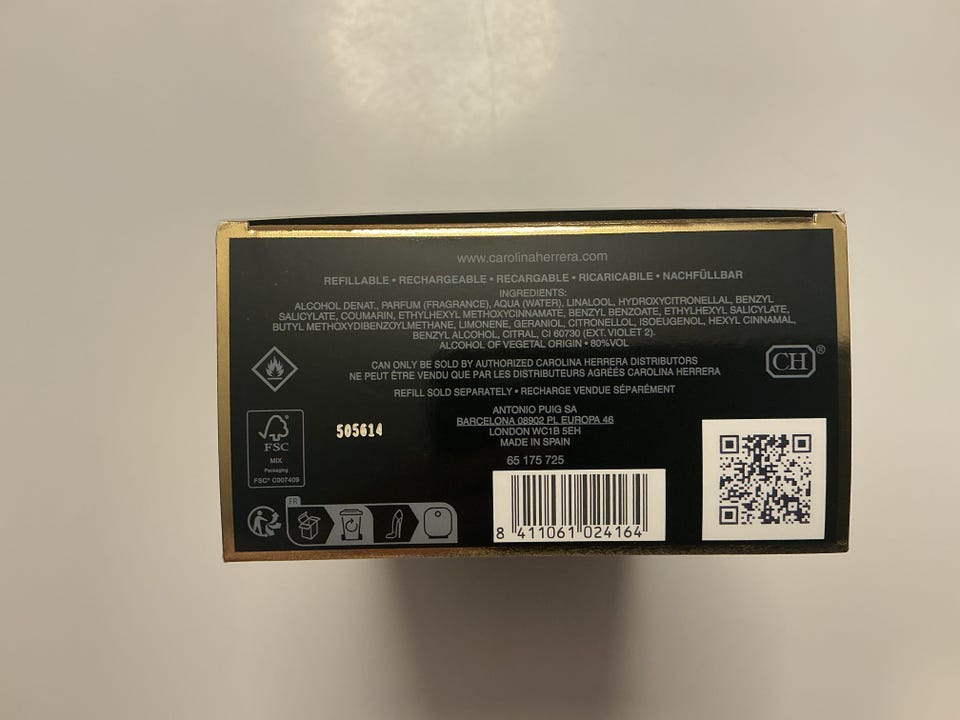 www.carolinaherrera.com
REFILLABLE • RECHARGEABLE • RECARGABLE • RICARICABILE • NACHFÜLLBAR
INGREDIENTS:
ALCOHOL DENAT., PARFUM (FRAGRANCE), AQUA (WATER), LINALOOL, HYDROXYCITRONELLAL, BENZYL
SALICYLATE, COUMARIN, ETHYLHEXYL METHOXYCINNAMATE, BENZYL BENZOATE, ETHYLHEXYL SALICYLATE,
BUTYL METHOXYDIBENZOYLMETHANE, LIMONENE, GERANIOL, CITRONELLOL, ISOEUGENOL, HEXYL CINNAMAL,
BENZYL ALCOHOL, CITRAL, CI 60730 (EXT. VIOLET 2).
ALCOHOL OF VEGETAL ORIGIN • 80%VOL
CAN ONLY BE SOLD BY AUTHORIZED CAROLINA HERRERA DISTRIBUTORS
NE PEUT ÊTRE VENDU QUE PAR LES DISTRIBUTEURS AGRÉÉS CAROLINA HERRERA
CH®
REFILL SOLD SEPARATELY • RECHARGE VENDUE SÉPARÉMENT
ANTONIO PUIG SA
BARCELONA 08902 PL EUROPA 46
LONDON WC1B 5EH
MADE IN SPAIN
65 175 725
505614
FSC
MIX
Packaging
FSC® C007409
FR
8 411061 024164